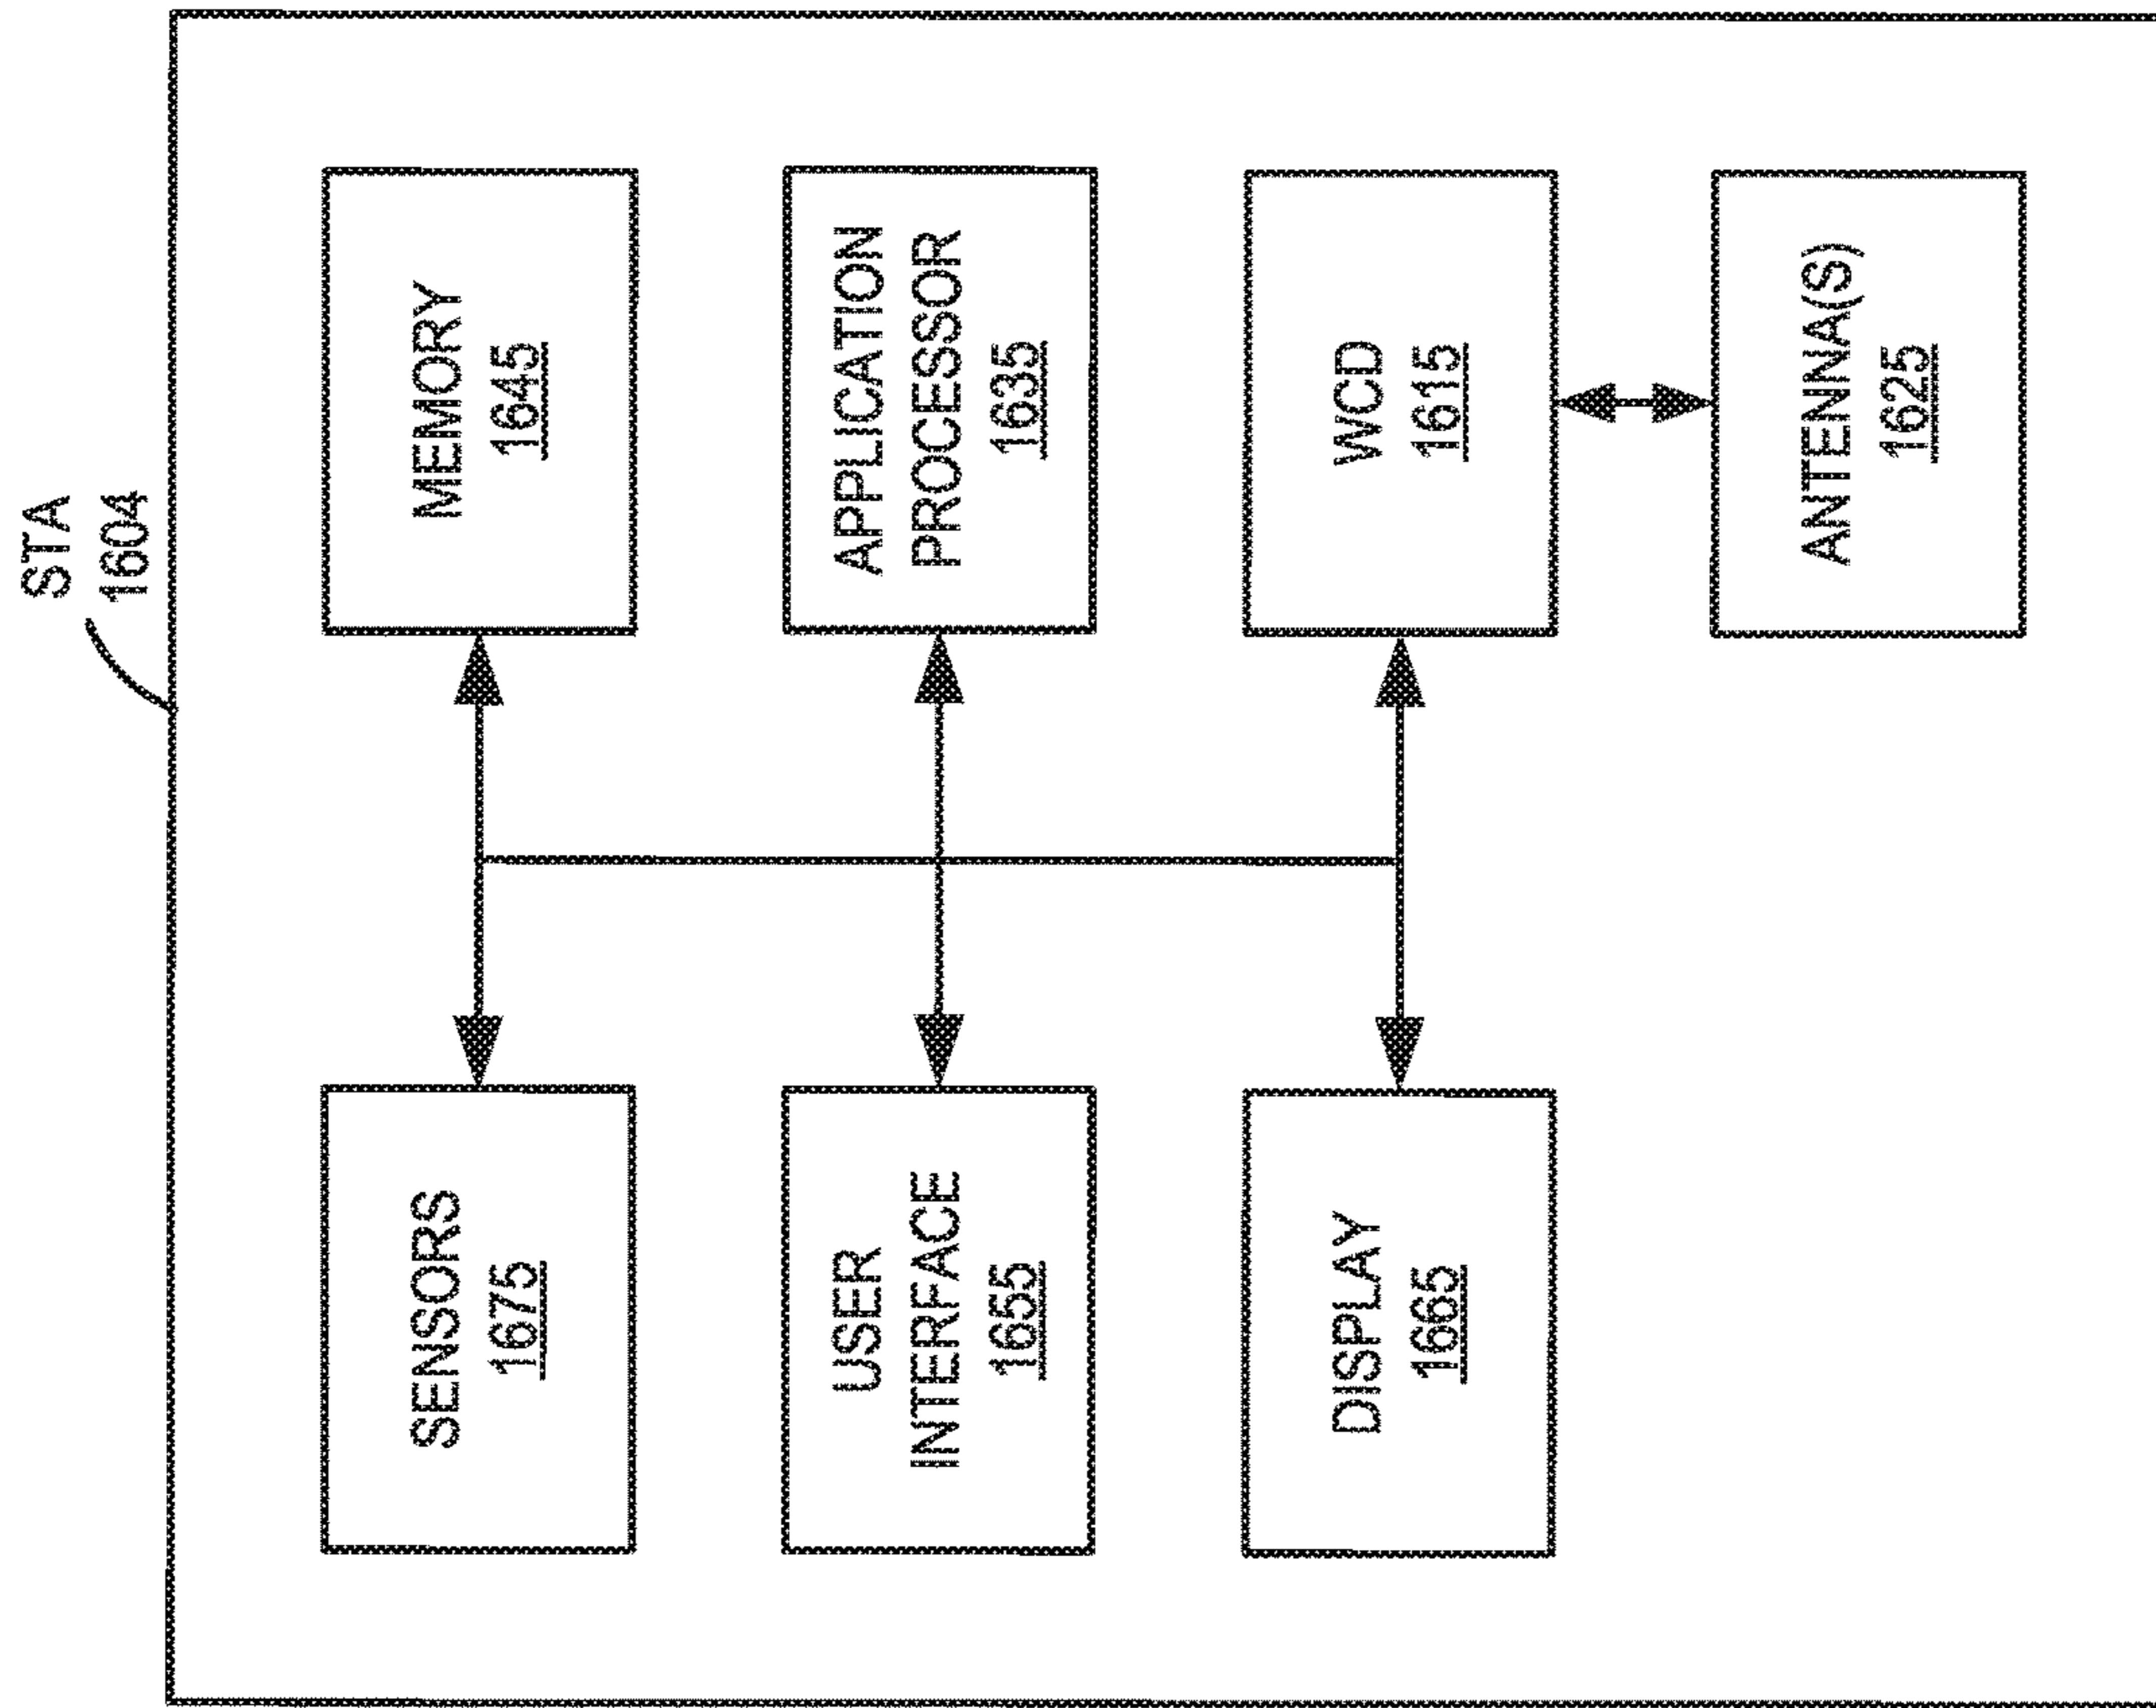 STA
1604
SENSORS
1675
MEMORY
1645
USER
INTERFACE
1655
APPLICATION
PROCESSOR
1635
DISPLAY
1665
WCD
1615
ANTENNA(S)
1625